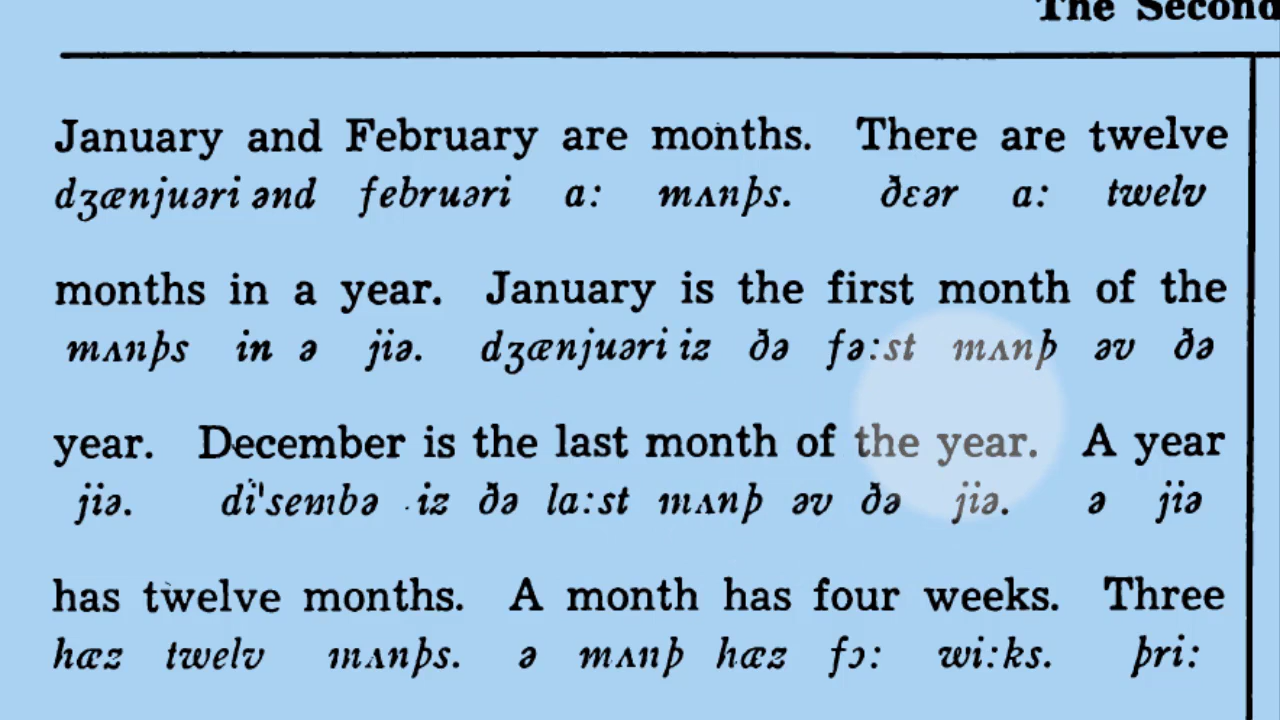 The Second
January and February are months. There are twelve
dʒænjuəri ənd februəri a: mʌnþs. ðɛər a: twelv
months in a year. January is the first month of the
mʌnþs in ə jiə. dʒænjuəri iz ðə fə:st mʌnþ əv ðə
year. December is the last month of the year. A year
jiə. di'sembə iz ðə la:st mʌnþ əv ðə jiə. ə jiə
has twelve months. A month has four weeks. Three
hæz twelv mʌnþs. ə mʌnþ hæz fɔ: wi:ks. þri: